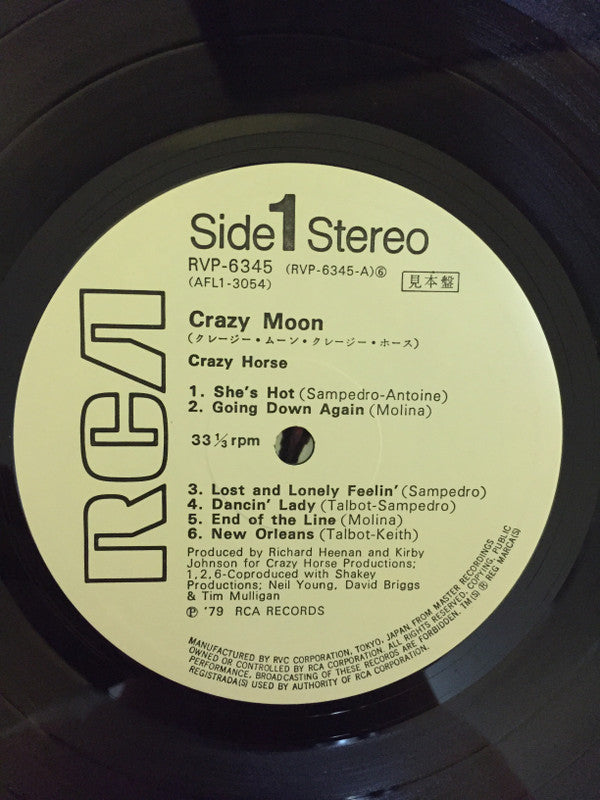 RCA
Side 1 Stereo
RVP-6345 (RVP-6345-A)⑥
(AFL1-3054)
見本盤
Crazy Moon
(クレージー・ムーン・クレージー・ホース)
Crazy Horse
1. She's Hot (Sampedro-Antoine)
2. Going Down Again (Molina)
33 ⅓ rpm
3. Lost and Lonely Feelin' (Sampedro)
4. Dancin' Lady (Talbot-Sampedro)
5. End of the Line (Molina)
6. New Orleans (Talbot-Keith)
Produced by Richard Heenan and Kirby
Johnson for Crazy Horse Productions;
1,2,6-Coproduced with Shakey
Productions; Neil Young, David Briggs
& Tim Mulligan
℗ '79 RCA RECORDS
MANUFACTURED BY RVC CORPORATION, TOKYO, JAPAN, FROM MASTER RECORDINGS
OWNED OR CONTROLLED BY RCA CORPORATION. ALL RIGHTS RESERVED. COPYING, PUBLIC
PERFORMANCE, BROADCASTING OF THESE RECORDS ARE FORBIDDEN. TM(S) ® REG. MARCA(S)
REGISTRADA(S) USED BY AUTHORITY OF RCA CORPORATION.